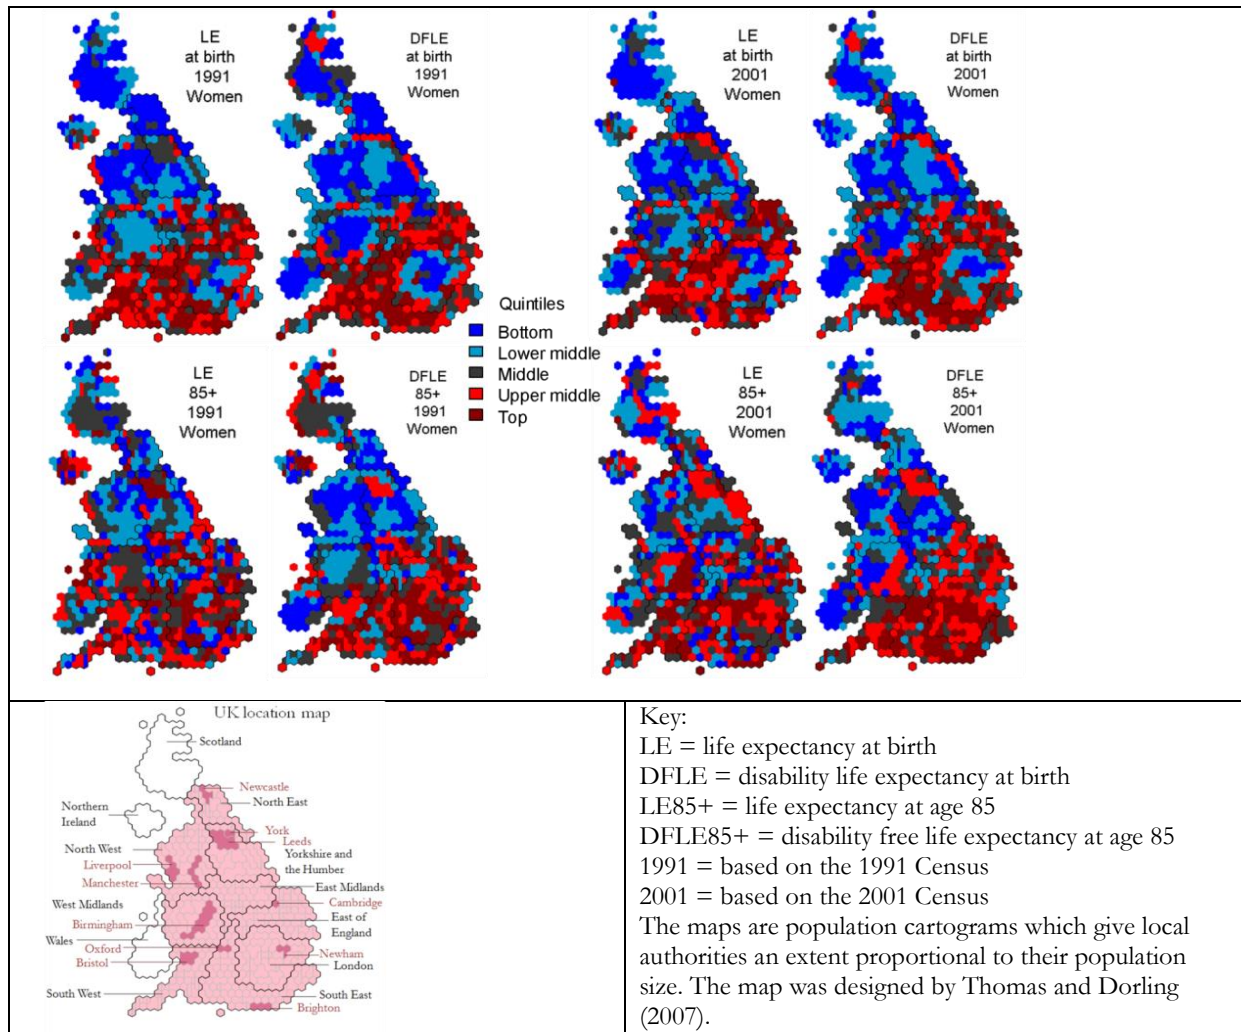 LE
at birth
1991
Women
DFLE
at birth
1991
Women
LE
at birth
2001
Women
DFLE
at birth
2001
Women
Quintiles
Bottom
Lower middle
Middle
Upper middle
Top
LE
85+
1991
Women
DFLE
85+
1991
Women
LE
85+
2001
Women
DFLE
85+
2001
Women
UK location map
Scotland
Newcastle
North East
Northern
Ireland
York
Leeds
North West
Yorkshire and
the Humber
Liverpool
Manchester
East Midlands
Cambridge
West Midlands
East of
England
Birmingham
Wales
Oxford
Newham
Bristol
London
South West
South East
Brighton
Key:
LE = life expectancy at birth
DFLE = disability life expectancy at birth
LE85+ = life expectancy at age 85
DFLE85+ = disability free life expectancy at age 85
1991 = based on the 1991 Census
2001 = based on the 2001 Census
The maps are population cartograms which give local
authorities an extent proportional to their population
size. The map was designed by Thomas and Dorling
(2007).